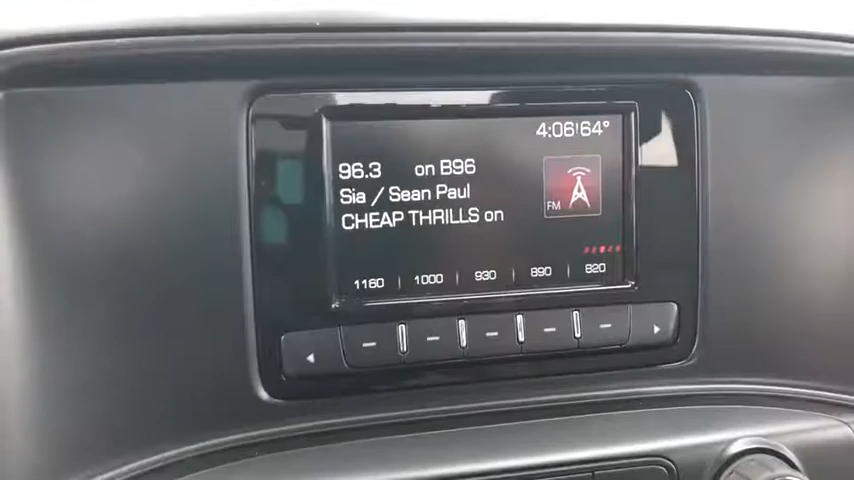 4:06 64°
96.3 on B96
Sia / Sean Paul
CHEAP THRILLS on
FM
1160 | 1000 | 930 | 890 | 820